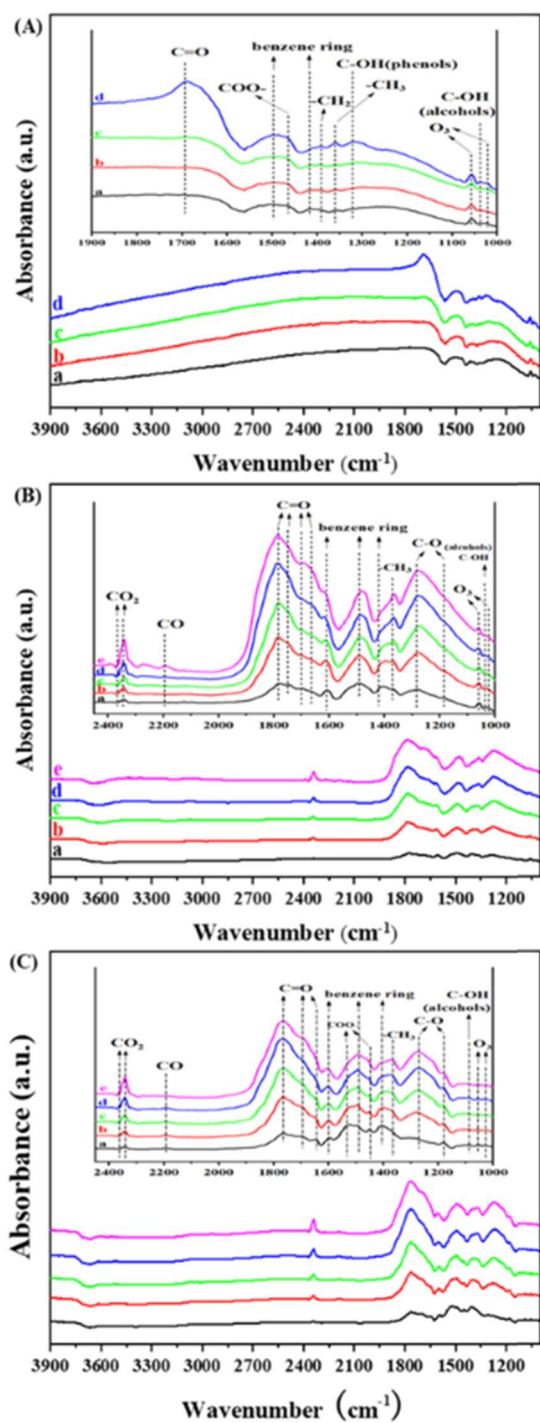 (A)
C=O
benzene ring
C-OH(phenols)
COO-
-CH₂
-CH₃
C-OH
(alcohols)
O₃
d
c
b
a
1900 1800 1700 1600 1500 1400 1300 1200 1100 1000
Absorbance (a.u.)
d
c
b
a
3900 3600 3300 3000 2700 2400 2100 1800 1500 1200
Wavenumber (cm⁻¹)
(B)
C=O
benzene ring
C-O
(alcohols)
C-OH
-CH₃
O₃
CO₂
CO
e
d
c
b
a
2400 2200 2000 1800 1600 1400 1200 1000
Absorbance (a.u.)
e
d
c
b
a
3900 3600 3300 3000 2700 2400 2100 1800 1500 1200
Wavenumber (cm⁻¹)
(C)
C=O
benzene ring
C-OH
(alcohols)
COO
-CH₃
C-O
O₃
CO₂
CO
e
d
c
b
a
2400 2200 2000 1800 1600 1400 1200 1000
Absorbance (a.u.)
3900 3600 3300 3000 2700 2400 2100 1800 1500 1200
Wavenumber (cm⁻¹)